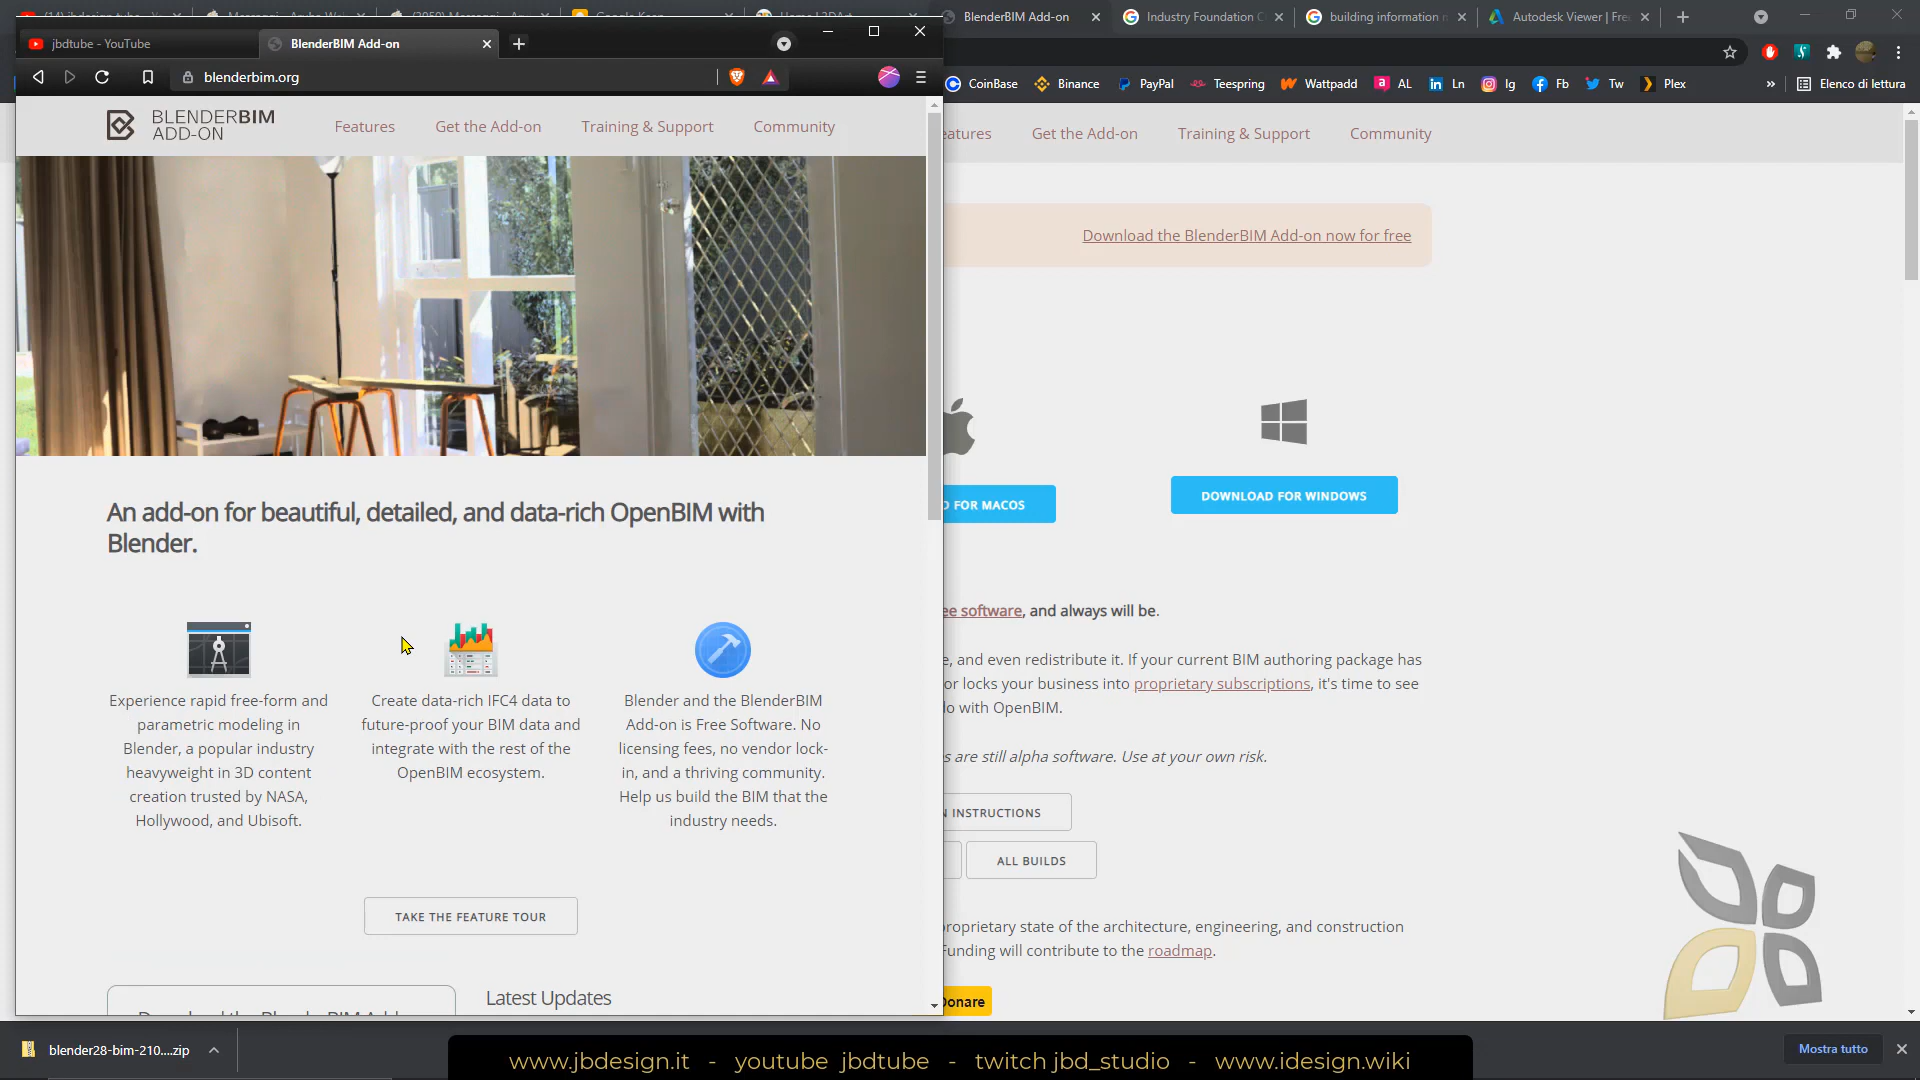 jbdtube - YouTube
BlenderBIM Add-on
BlenderBIM Add-on
building information
Autodesk Viewer | Fre
blenderbim.org
CoinBase
Binance
PayPal
Teespring
Wattpadd
AL
Ln
Ig
Fb
Tw
Plex
»
Elenco di lettura
BLENDERBIM
ADD-ON
Features
Get the Add-on
Training & Support
Community
eatures
Get the Add-on
Training & Support
Community
Download the BlenderBIM Add-on now for free
D FOR MACOS
DOWNLOAD FOR WINDOWS
An add-on for beautiful, detailed, and data-rich OpenBIM with
Blender.
Experience rapid free-form and
parametric modeling in
Blender, a popular industry
heavyweight in 3D content
creation trusted by NASA,
Hollywood, and Ubisoft.
Create data-rich IFC4 data to
future-proof your BIM data and
integrate with the rest of the
OpenBIM ecosystem.
Blender and the BlenderBIM
Add-on is Free Software. No
licensing fees, no vendor lock-
in, and a thriving community.
Help us build the BIM that the
industry needs.
TAKE THE FEATURE TOUR
Latest Updates
ee software, and always will be.
e, and even redistribute it. If your current BIM authoring package has
or locks your business into proprietary subscriptions, it's time to see
do with OpenBIM.
s are still alpha software. Use at your own risk.
N INSTRUCTIONS
ALL BUILDS
proprietary state of the architecture, engineering, and construction
Funding will contribute to the roadmap.
Donare
blender28-bim-210....zip
Mostra tutto
www.jbdesign.it - youtube jbdtube - twitch jbd_studio - www.idesign.wiki